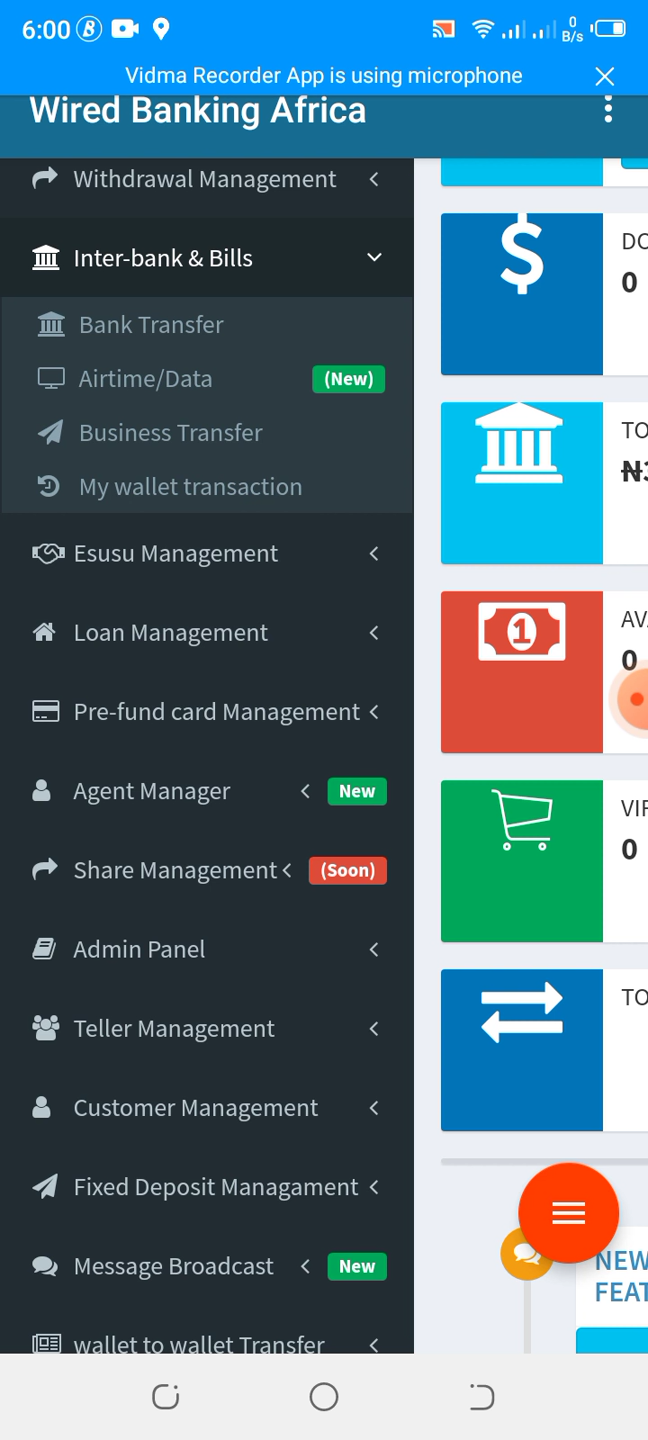 6:00
0
B/s
Vidma Recorder App is using microphone
Wired Banking Africa
Withdrawal Management
Inter-bank & Bills
Bank Transfer
Airtime/Data (New)
Business Transfer
My wallet transaction
Esusu Management
Loan Management
Pre-fund card Management
Agent Manager New
Share Management (Soon)
Admin Panel
Teller Management
Customer Management
Fixed Deposit Managament
Message Broadcast New
wallet to wallet Transfer
DO
0
TO
₦3
1
AV
0
VIF
0
TO
NEW
FEAT